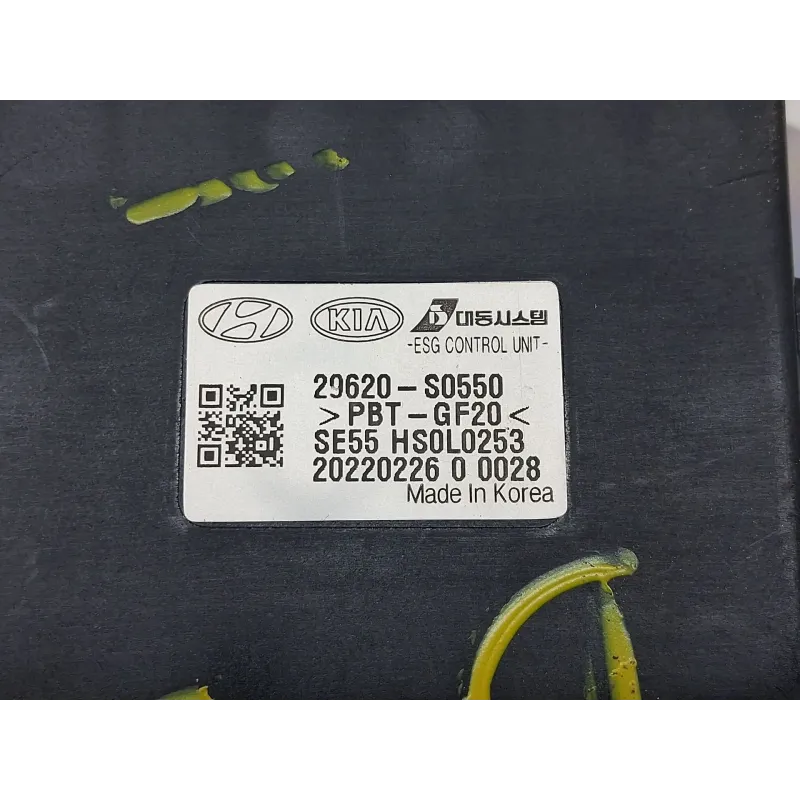 KIA 대동시스템
-ESG CONTROL UNIT-
29620-S0550
>PBT-GF20<
SE55 HS0L0253
20220226 0 0028
Made In Korea